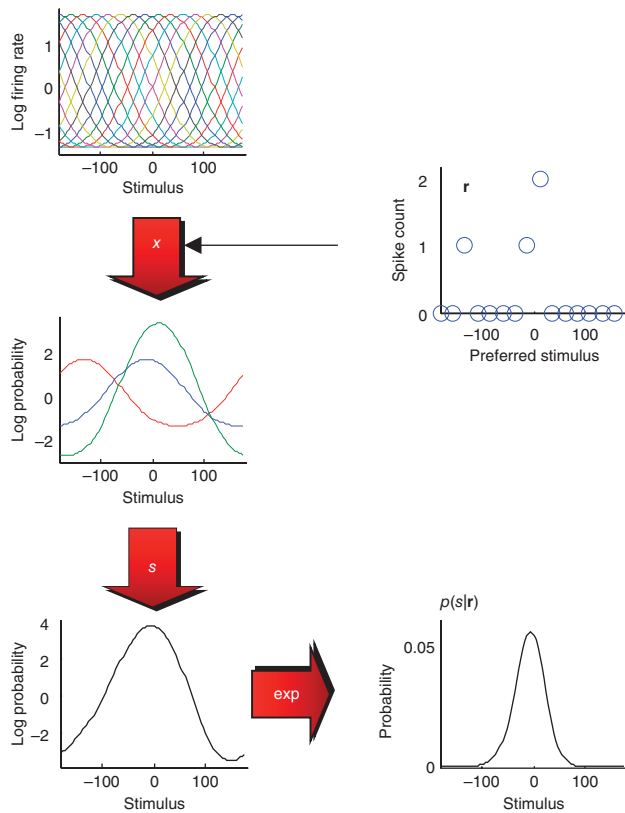 Log firing rate
1
0
−1
−100
0
100
Stimulus
x
2
1
0
r
Spike count
−100
0
100
Preferred stimulus
Log probability
2
0
−2
−100
0
100
Stimulus
s
Log probability
4
2
0
−2
−100
0
100
Stimulus
exp
p(s|r)
Probability
0.05
0
−100
0
100
Stimulus